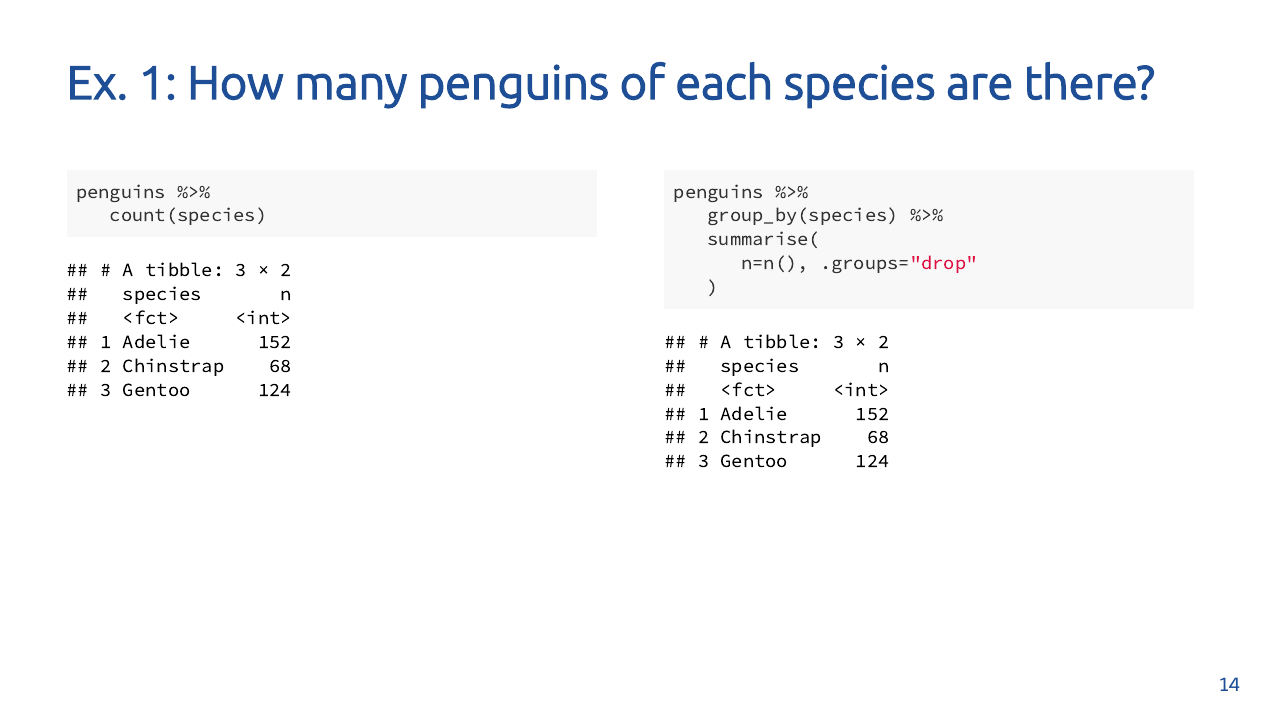 Ex. 1: How many penguins of each species are there?
penguins %>%
   count(species)
## # A tibble: 3 × 2
##   species       n
##   <fct>     <int>
## 1 Adelie      152
## 2 Chinstrap    68
## 3 Gentoo      124
penguins %>%
   group_by(species) %>%
   summarise(
      n=n(), .groups="drop"
   )
## # A tibble: 3 × 2
##   species       n
##   <fct>     <int>
## 1 Adelie      152
## 2 Chinstrap    68
## 3 Gentoo      124
14